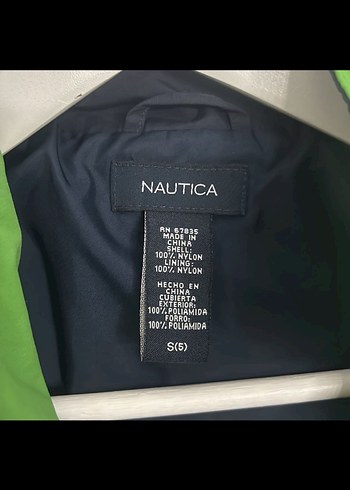 NAUTICA
RN 67835
MADE IN
CHINA
SHELL:
100% NYLON
LINING:
100% NYLON
HECHO EN
CHINA
CUBIERTA
EXTERIOR:
100% POLIAMIDA
FORRO:
100% POLIAMIDA
S(5)